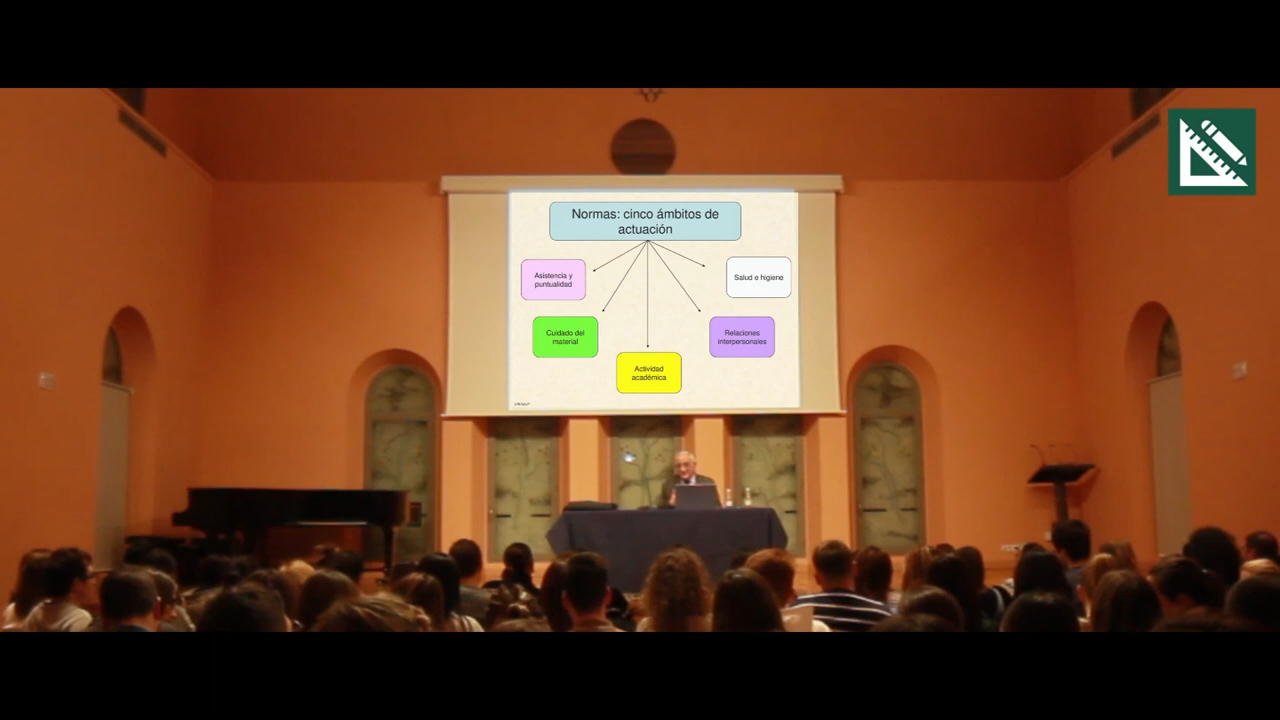 Normas: cinco ámbitos de
actuación
Asistencia y
puntualidad
Salud e higiene
Cuidado del
material
Relaciones
interpersonales
Actividad
académica